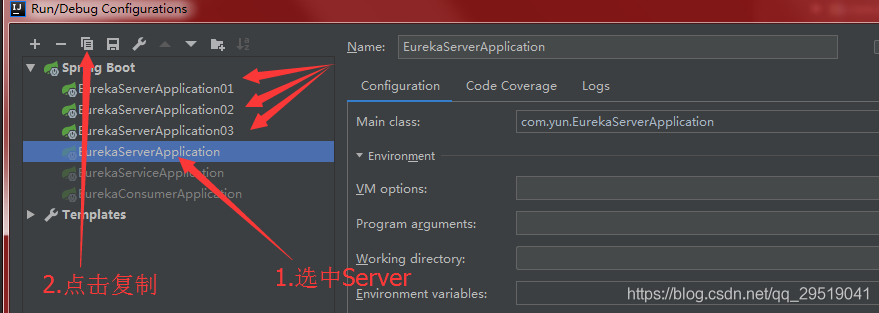 Run/Debug Configurations
Name: EurekaServerApplication
Spring Boot
EurekaServerApplication01
EurekaServerApplication02
EurekaServerApplication03
EurekaServerApplication
EurekaServiceApplication
EurekaConsumerApplication
Templates
Configuration Code Coverage Logs
Main class: com.yun.EurekaServerApplication
Environment
VM options:
Program arguments:
Working directory:
Environment variables:
2.点击复制
1.选中Server
https://blog.csdn.net/qq_29519041